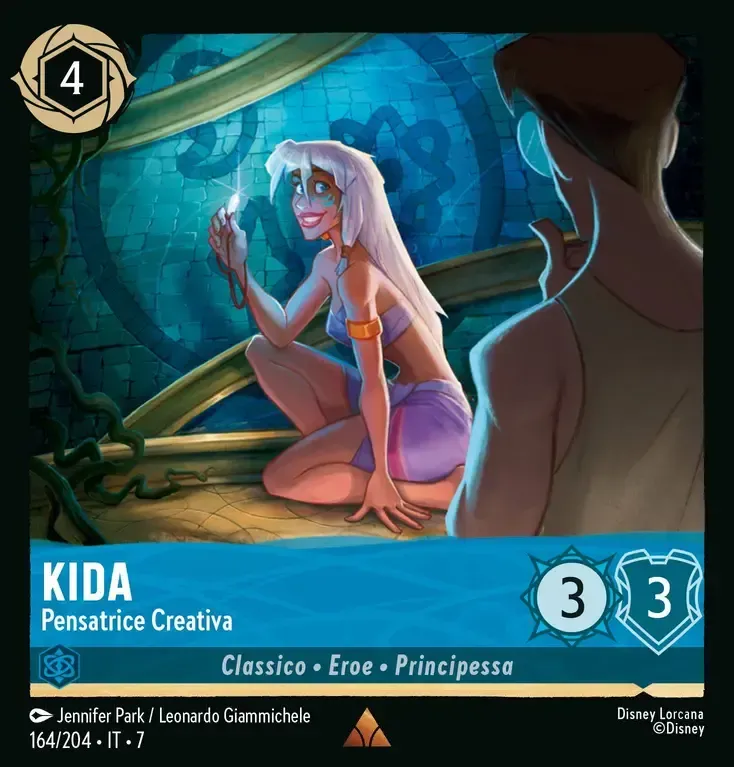 4
KIDA
Pensatrice Creativa
3
3
Classico • Eroe • Principessa
Jennifer Park / Leonardo Giammichele
164/204 • IT • 7
Disney Lorcana
©Disney